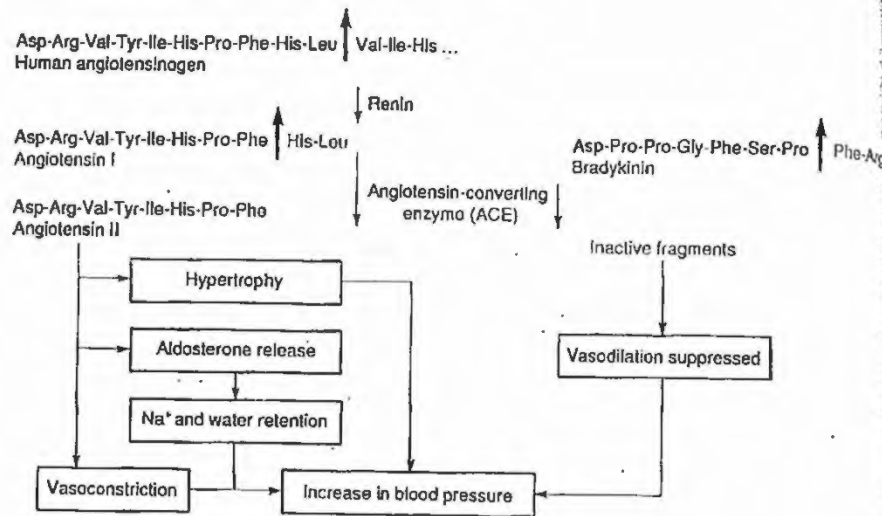 Asp-Arg-Val-Tyr-Ile-His-Pro-Phe-His-Leu Val-Ile-His ...
Human angiotensinogen
Renin
Asp-Arg-Val-Tyr-Ile-His-Pro-Phe His-Leu
Angiotensin I
Asp-Pro-Pro-Gly-Phe-Ser-Pro Phe-Arg
Bradykinin
Angiotensin-converting
enzyme (ACE)
Asp-Arg-Val-Tyr-Ile-His-Pro-Phe
Angiotensin II
Inactive fragments
Hypertrophy
Aldosterone release
Vasodilation suppressed
Na⁺ and water retention
Vasoconstriction
Increase in blood pressure